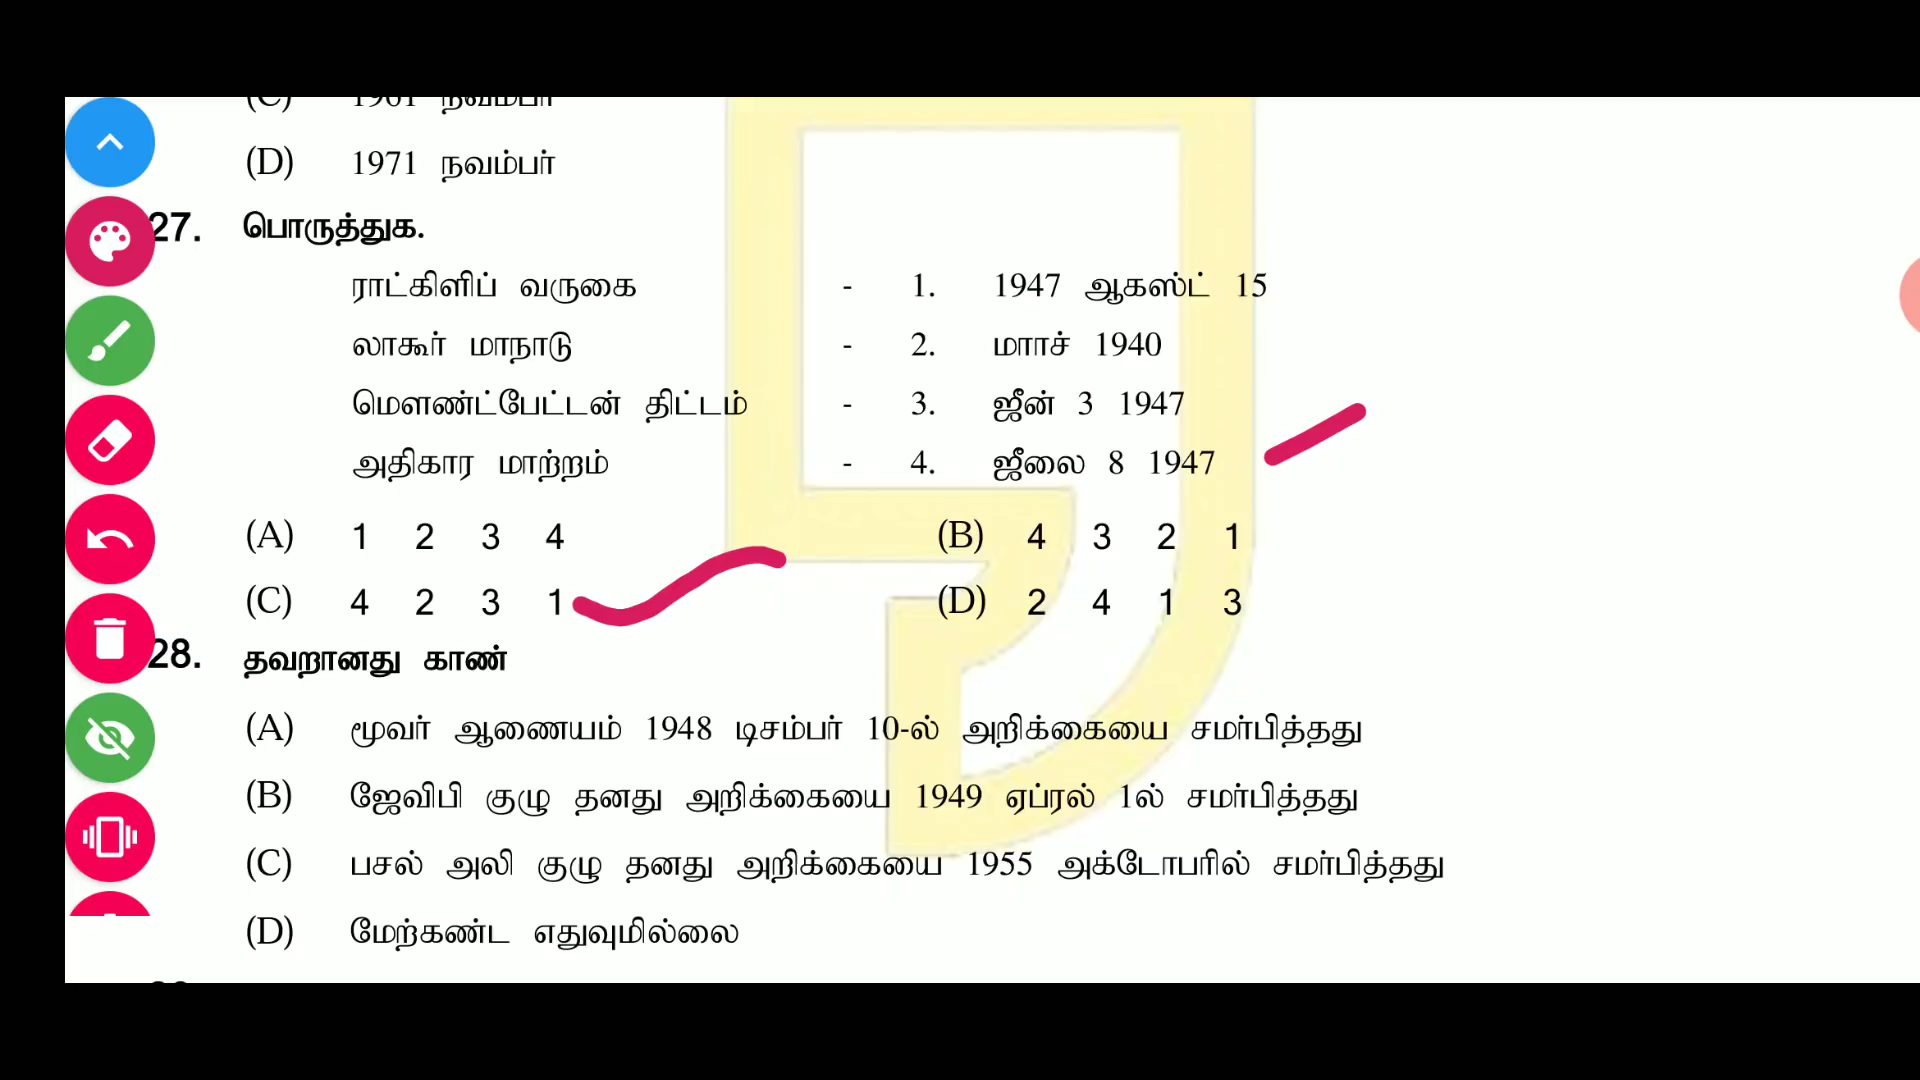 (D) 1971 நவம்பர்
27. பொருத்துக.
ராட்கிளிப் வருகை - 1. 1947 ஆகஸ்ட் 15
லாகூர் மாநாடு - 2. மாாச் 1940
மௌண்ட்பேட்டன் திட்டம் - 3. ஜீன் 3 1947
அதிகார மாற்றம் - 4. ஜீலை 8 1947
(A) 1 2 3 4 (B) 4 3 2 1
(C) 4 2 3 1 (D) 2 4 1 3
28. தவறானது காண்
(A) மூவர் ஆணையம் 1948 டிசம்பர் 10-ல் அறிக்கையை சமர்பித்தது
(B) ஜேவிபி குழு தனது அறிக்கையை 1949 ஏப்ரல் 1ல் சமர்பித்தது
(C) பசல் அலி குழு தனது அறிக்கையை 1955 அக்டோபரில் சமர்பித்தது
(D) மேற்கண்ட எதுவுமில்லை